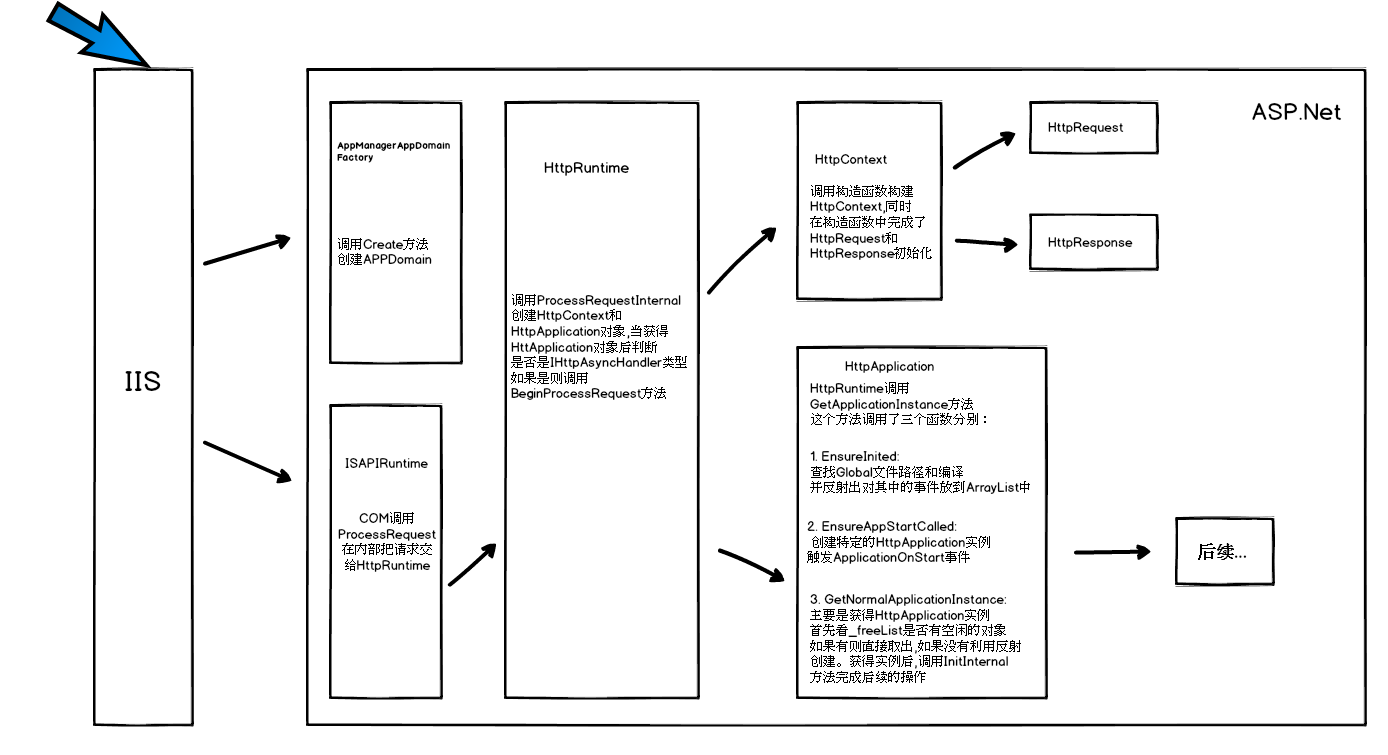 IIS
ASP.Net
AppManagerAppDomain
Factory
调用Create方法
创建APPDomain
ISAPIRuntime
COM调用
ProcessRequest
在内部把请求交
给HttpRuntime
HttpRuntime
调用ProcessRequestInternal
创建HttpContext和
HttpApplication对象,当获得
HttApplication对象后判断
是否是IHttpAsyncHandler类型
如果是则调用
BeginProcessRequest方法
HttpContext
调用构造函数构建
HttpContext,同时
在构造函数中完成了
HttpRequest和
HttpResponse初始化
HttpRequest
HttpResponse
HttpApplication
HttpRuntime调用
GetApplicationInstance方法
这个方法调用了三个函数分别：
1. EnsureInited:
查找Global文件路径和编译
并反射出对其中的事件放到ArrayList中
2. EnsureAppStartCalled:
创建特定的HttpApplication实例
触发ApplicationOnStart事件
3. GetNormalApplicationInstance:
主要是获得HttpApplication实例
首先看_freeList是否有空闲的对象
如果有则直接取出,如果没有利用反射
创建。获得实例后,调用InitInternal
方法完成后续的操作
后续...